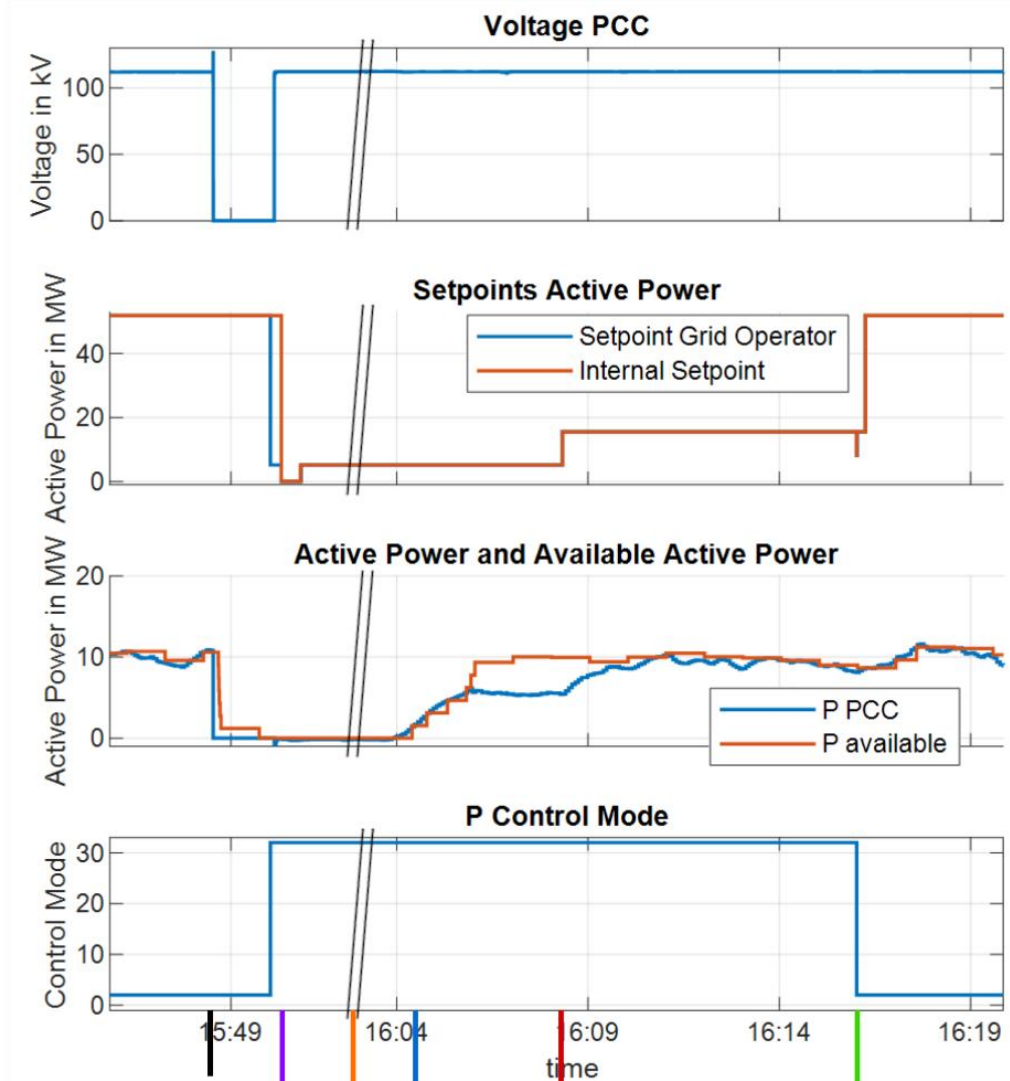 Voltage PCC
Voltage in kV
100
50
0
Setpoints Active Power
Active Power in MW
40
20
0
Setpoint Grid Operator
Internal Setpoint
Active Power and Available Active Power
Active Power in MW
20
10
0
P PCC
P available
P Control Mode
Control Mode
30
20
10
0
15:49 16:04 16:09 16:14 16:19
time